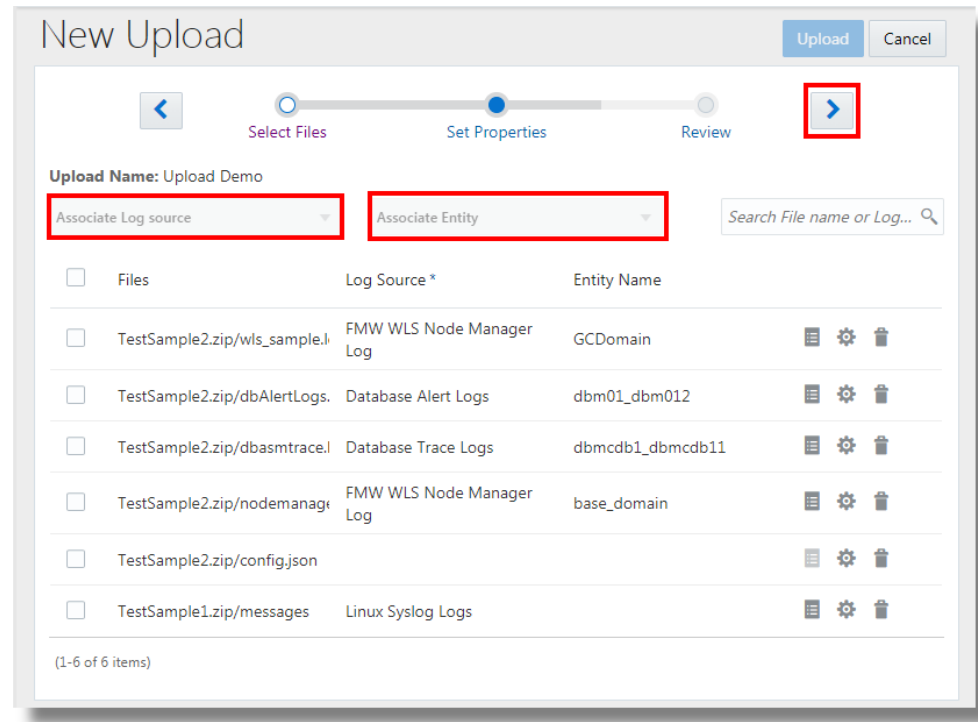 New Upload
Upload
Cancel
Select Files
Set Properties
Review
Upload Name: Upload Demo
Associate Log source
Associate Entity
Search File name or Log...
Files
Log Source *
Entity Name
TestSample2.zip/wls_sample.l
FMW WLS Node Manager
Log
GCDomain
TestSample2.zip/dbAlertLogs.
Database Alert Logs
dbm01_dbm012
TestSample2.zip/dbasmtrace.l
Database Trace Logs
dbmcdb1_dbmcdb11
TestSample2.zip/nodemanage
FMW WLS Node Manager
Log
base_domain
TestSample2.zip/config.json
TestSample1.zip/messages
Linux Syslog Logs
(1-6 of 6 items)